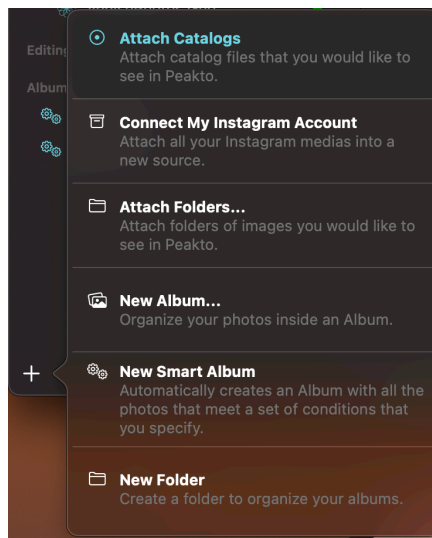 Attach Catalogs
Editing
Attach catalog files that you would like to
see in Peakto.
Album
Connect My Instagram Account
Attach all your Instagram medias into a
new source.
Attach Folders...
Attach folders of images you would like to
see in Peakto.
New Album...
Organize your photos inside an Album.
New Smart Album
Automatically creates an Album with all the
photos that meet a set of conditions that
you specify.
New Folder
Create a folder to organize your albums.